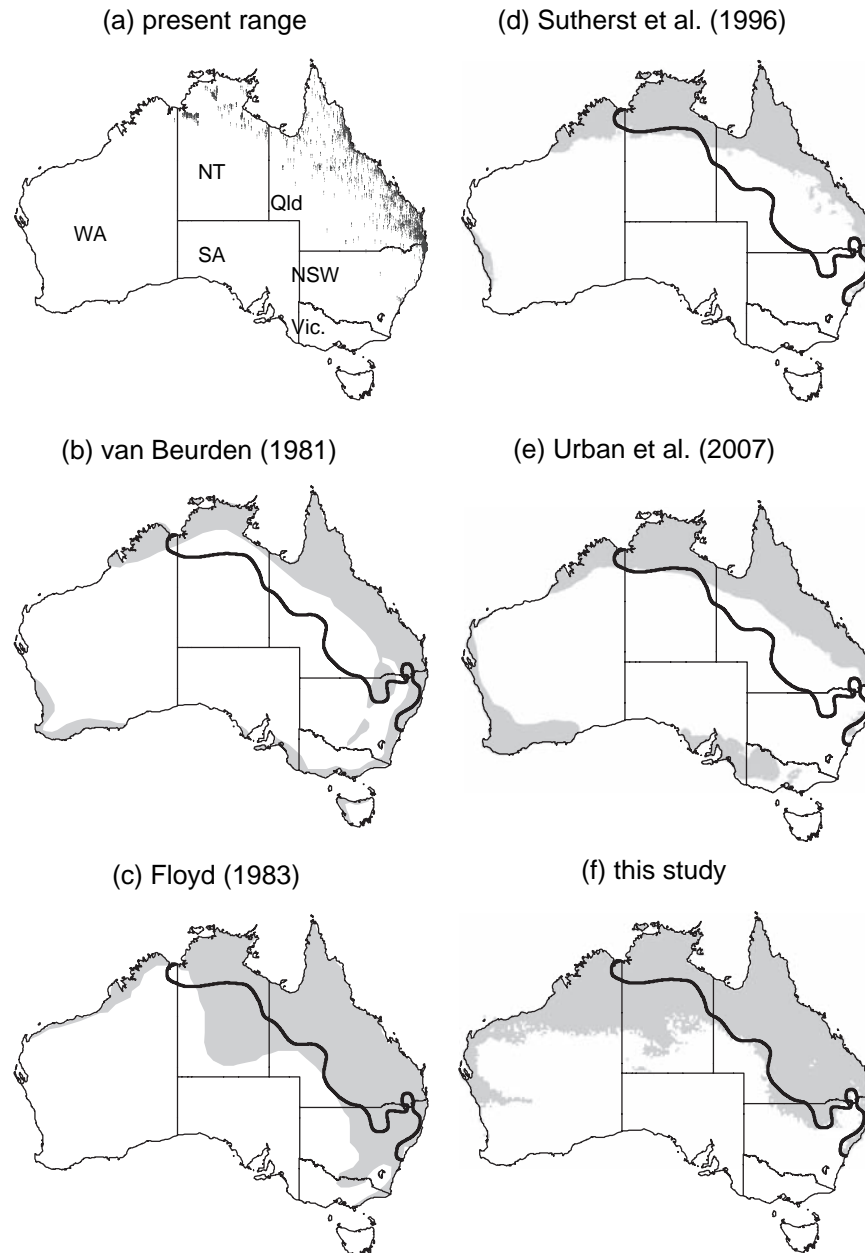 (a) present range
WA
NT
Qld
SA
NSW
Vic.
(b) van Beurden (1981)
(c) Floyd (1983)
(d) Sutherst et al. (1996)
(e) Urban et al. (2007)
(f) this study